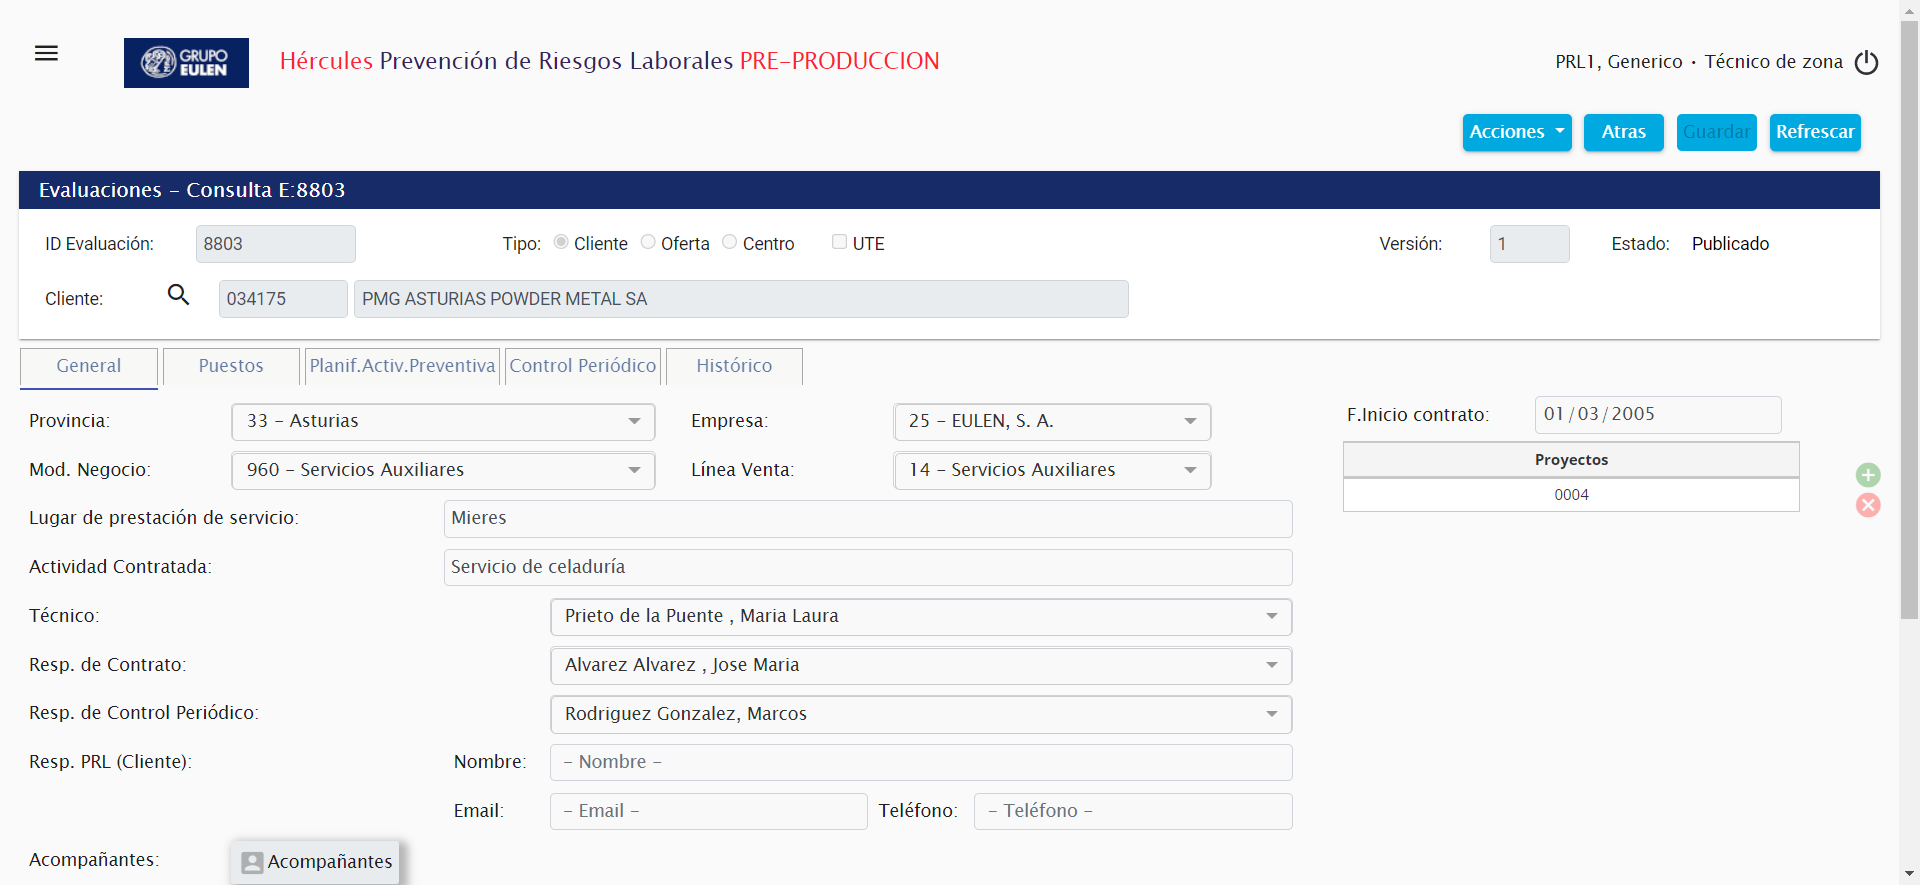 GRUPO
EULEN
Hércules Prevención de Riesgos Laborales PRE-PRODUCCION
PRL1, Generico · Técnico de zona
Acciones
Atras
Guardar
Refrescar
Evaluaciones - Consulta E:8803
ID Evaluación: 8803 Tipo: Cliente Oferta Centro UTE Versión: 1 Estado: Publicado
Cliente: 034175 PMG ASTURIAS POWDER METAL SA
General Puestos Planif.Activ.Preventiva Control Periódico Histórico
Provincia: 33 - Asturias Empresa: 25 - EULEN, S. A. F.Inicio contrato: 01/03/2005
Proyectos
Mod. Negocio: 960 - Servicios Auxiliares Línea Venta: 14 - Servicios Auxiliares
0004
Lugar de prestación de servicio: Mieres
Actividad Contratada: Servicio de celaduría
Técnico: Prieto de la Puente , Maria Laura
Resp. de Contrato: Alvarez Alvarez , Jose Maria
Resp. de Control Periódico: Rodriguez Gonzalez, Marcos
Resp. PRL (Cliente): Nombre: - Nombre -
Email: - Email - Teléfono: - Teléfono -
Acompañantes: Acompañantes